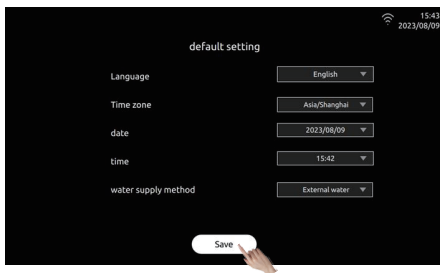 15:43
2023/08/09
default setting
Language English
Time zone Asia/Shanghai
date 2023/08/09
time 15:42
water supply method External water
Save